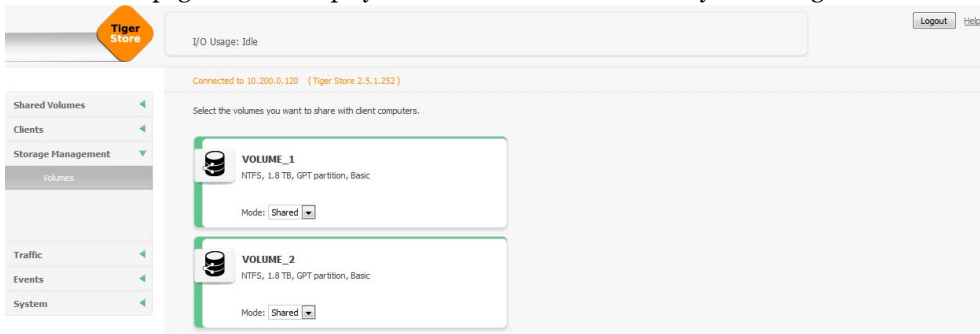 Tiger
Store
I/O Usage: Idle
Logout Help
Connected to 10.200.0.120 (Tiger Store 2.5.1.252)
Select the volumes you want to share with client computers.
Shared Volumes
Clients
Storage Management
Volumes
Traffic
Events
System
VOLUME_1
NTFS, 1.8 TB, GPT partition, Basic
Mode: Shared
VOLUME_2
NTFS, 1.8 TB, GPT partition, Basic
Mode: Shared